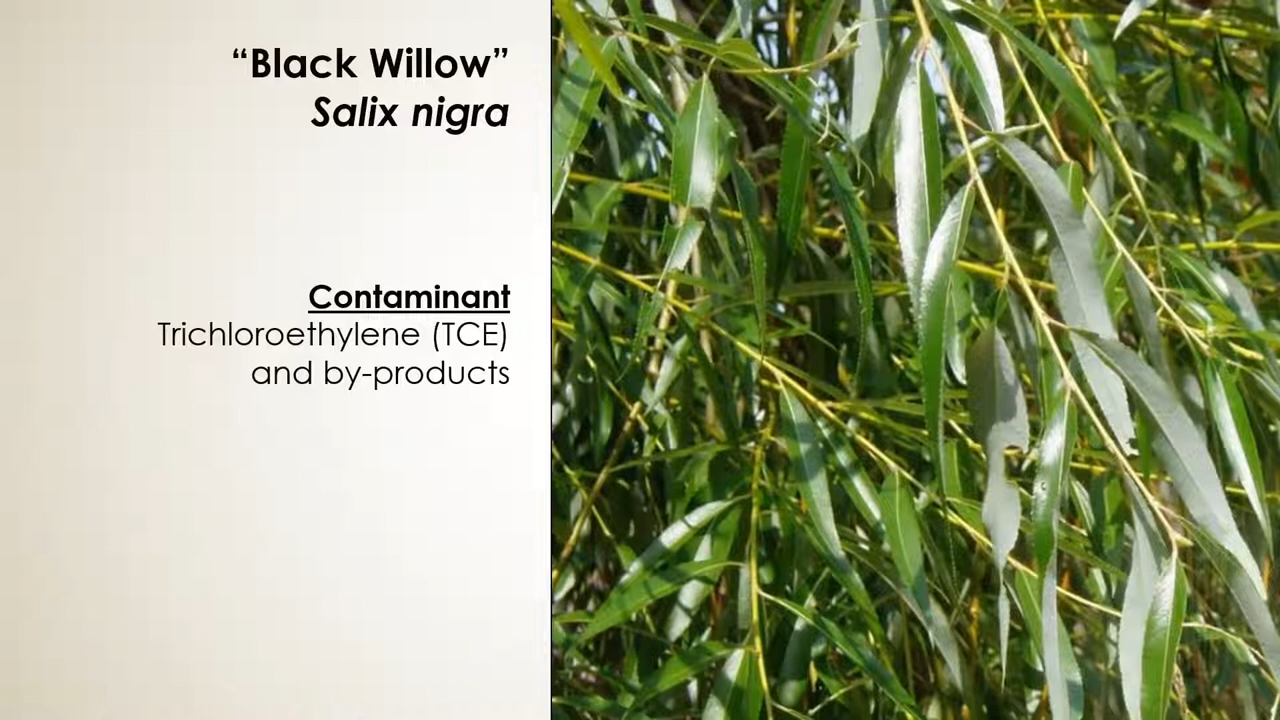 “Black Willow”
Salix nigra
Contaminant
Trichloroethylene (TCE)
and by-products